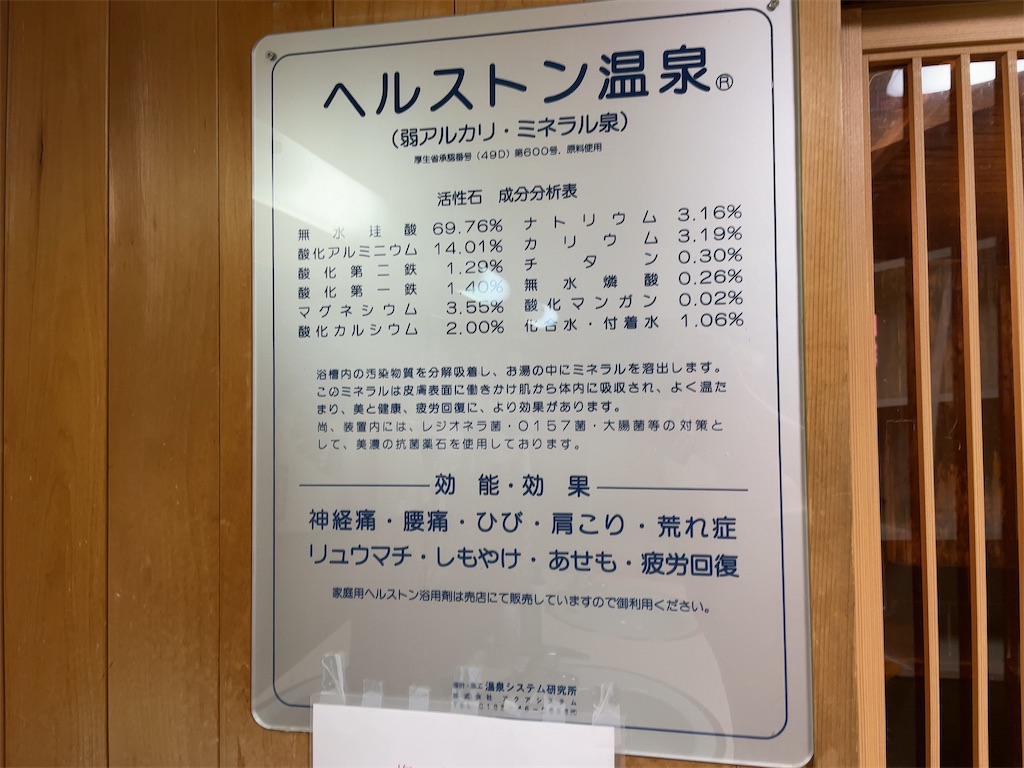 ヘルストン温泉®
(弱アルカリ・ミネラル泉)
厚生省承認番号(49D)第600号, 原料使用
活性石 成分分析表
無水珪酸 69.76% ナトリウム 3.16%
酸化アルミニウム 14.01% カリウム 3.19%
酸化第二鉄 1.29% チタン 0.30%
酸化第一鉄 1.40% 無水燐酸 0.26%
マグネシウム 3.55% 酸化マンガン 0.02%
酸化カルシウム 2.00% 化合水・付着水 1.06%
浴槽内の汚染物質を分解吸着し、お湯の中にミネラルを溶出します。
このミネラルは皮膚表面に働きかけ肌から体内に吸収され、よく温た
まり、美と健康、疲労回復に、より効果があります。
尚、装置内には、レジオネラ菌・O157菌・大腸菌等の対策と
して、美濃の抗菌薬石を使用しております。
効能・効果
神経痛・腰痛・ひび・肩こり・荒れ症
リュウマチ・しもやけ・あせも・疲労回復
家庭用ヘルストン浴用剤は売店にて販売していますので御利用ください。
温泉システム研究所
株式会社 アクアシステム